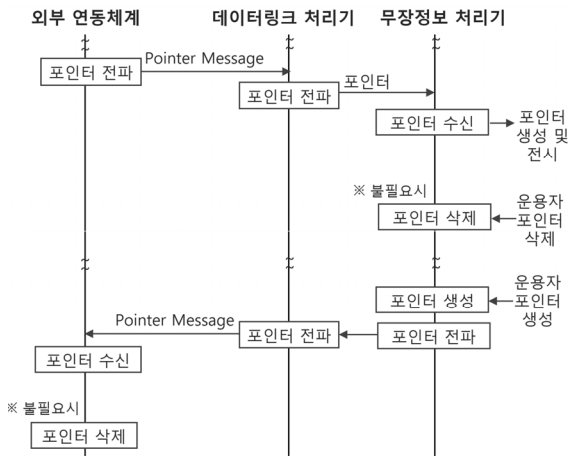 외부 연동체계 데이터링크 처리기 무장정보 처리기
포인터 전파
Pointer Message
포인터 전파
포인터
포인터 수신
포인터
생성 및
전시
※ 불필요시
포인터 삭제
운용자
포인터
삭제
포인터 생성
운용자
포인터
생성
Pointer Message
포인터 전파
포인터 전파
포인터 수신
※ 불필요시
포인터 삭제